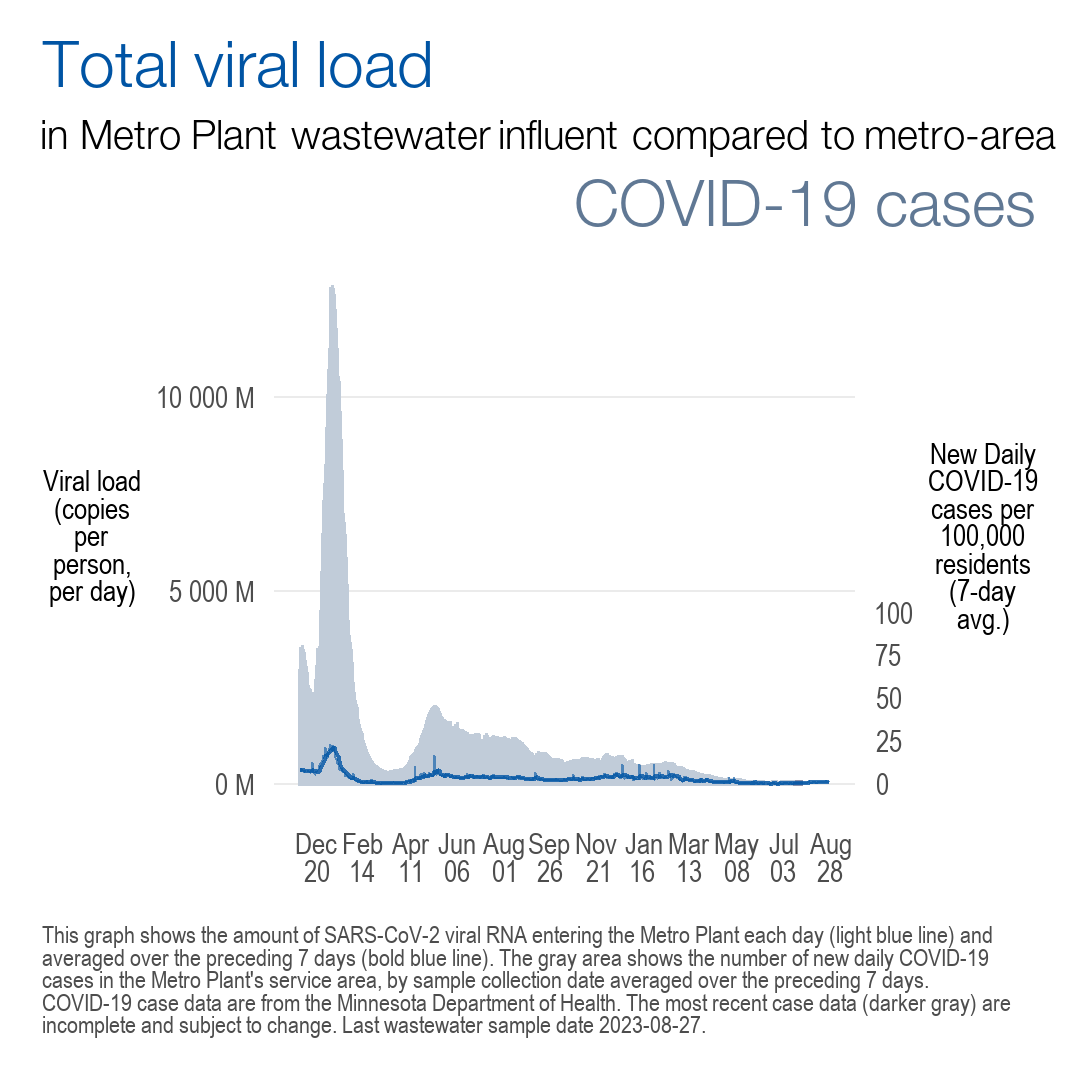 Total viral load
in Metro Plant wastewater influent compared to metro-area
COVID-19 cases
10 000 M
5 000 M
0 M
Viral load
(copies
per
person,
per day)
New Daily
COVID-19
cases per
100,000
residents
(7-day
avg.)
100
75
50
25
0
Dec Feb Apr Jun Aug Sep Nov Jan Mar May Jul Aug
20 14 11 06 01 26 21 16 13 08 03 28
This graph shows the amount of SARS-CoV-2 viral RNA entering the Metro Plant each day (light blue line) and
averaged over the preceding 7 days (bold blue line). The gray area shows the number of new daily COVID-19
cases in the Metro Plant's service area, by sample collection date averaged over the preceding 7 days.
COVID-19 case data are from the Minnesota Department of Health. The most recent case data (darker gray) are
incomplete and subject to change. Last wastewater sample date 2023-08-27.